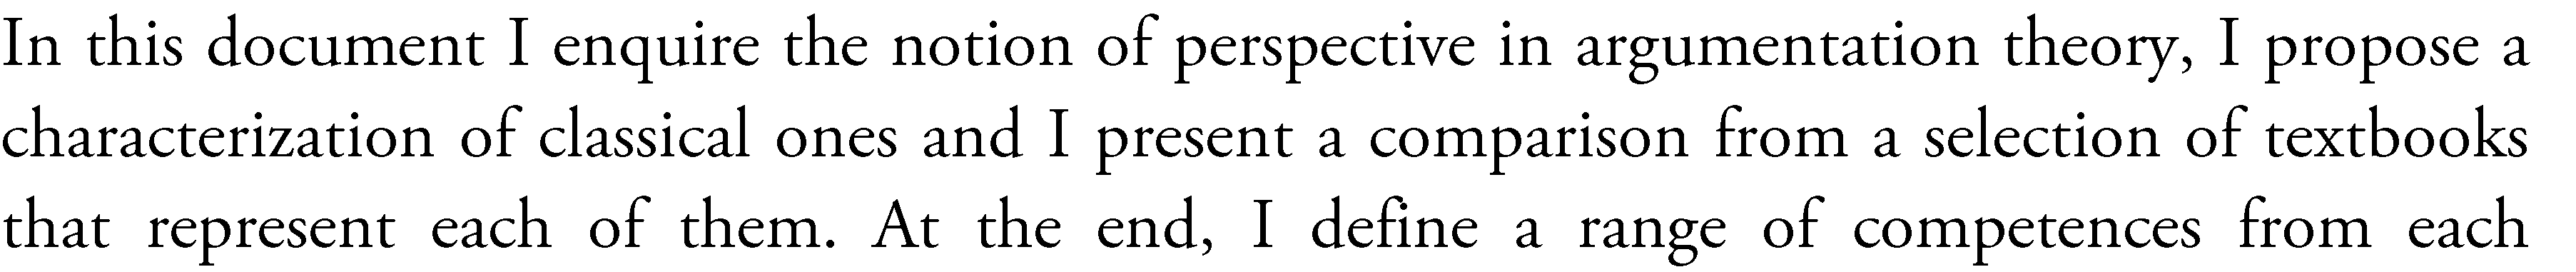 In this document I enquire the notion of perspective in argumentation theory, I propose a
characterization of classical ones and I present a comparison from a selection of textbooks
that represent each of them. At the end, I define a range of competences from each